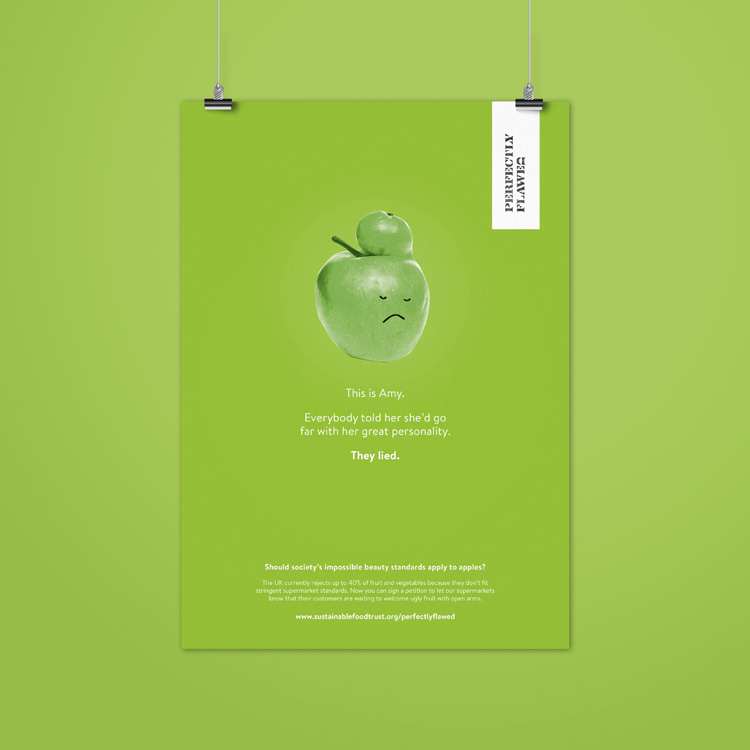 PERFECTLY
FLAWED
This is Amy.
Everybody told her she'd go
far with her great personality.
They lied.
Should society's impossible beauty standards apply to apples?
The UK currently rejects up to 40% of fruit and vegetables because they don't fit
stringent supermarket standards. Now you can sign a petition to let our supermarkets
know that their customers are waiting to welcome ugly fruit with open arms.
www.sustainablefoodtrust.org/perfectlyflawed